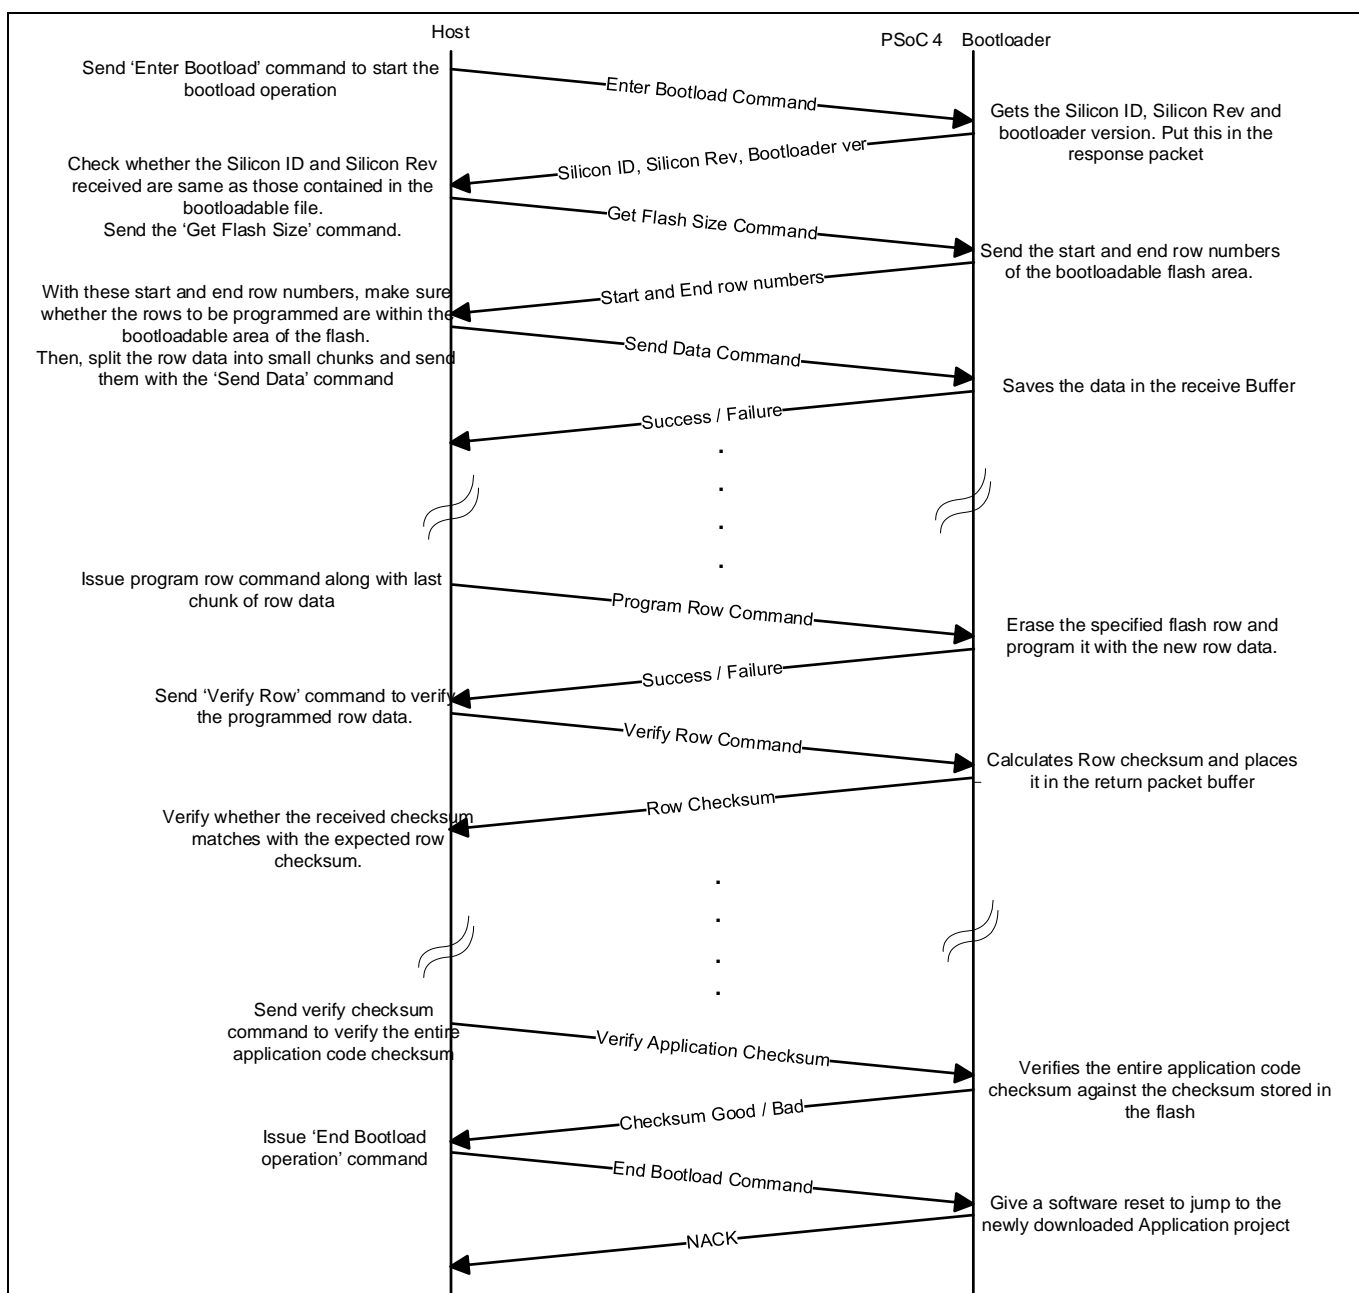 Host
PSoC 4 Bootloader
Send ‘Enter Bootload’ command to start the
bootload operation
Enter Bootload Command
Gets the Silicon ID, Silicon Rev and
bootloader version. Put this in the
response packet
Silicon ID, Silicon Rev, Bootloader ver
Check whether the Silicon ID and Silicon Rev
received are same as those contained in the
bootloadable file.
Send the ‘Get Flash Size’ command.
Get Flash Size Command
Send the start and end row numbers
of the bootloadable flash area.
Start and End row numbers
With these start and end row numbers, make sure
whether the rows to be programmed are within the
bootloadable area of the flash.
Then, split the row data into small chunks and send
them with the ‘Send Data’ command
Send Data Command
Saves the data in the receive Buffer
Success / Failure
.
.
.
.
Issue program row command along with last
chunk of row data
Program Row Command
Erase the specified flash row and
program it with the new row data.
Success / Failure
Send ‘Verify Row’ command to verify
the programmed row data.
Verify Row Command
Calculates Row checksum and places
it in the return packet buffer
Row Checksum
Verify whether the received checksum
matches with the expected row
checksum.
.
.
.
.
Send verify checksum
command to verify the entire
application code checksum
Verify Application Checksum
Verifies the entire application code
checksum against the checksum stored in
the flash
Checksum Good / Bad
Issue ‘End Bootload
operation’ command
End Bootload Command
Give a software reset to jump to the
newly downloaded Application project
NACK